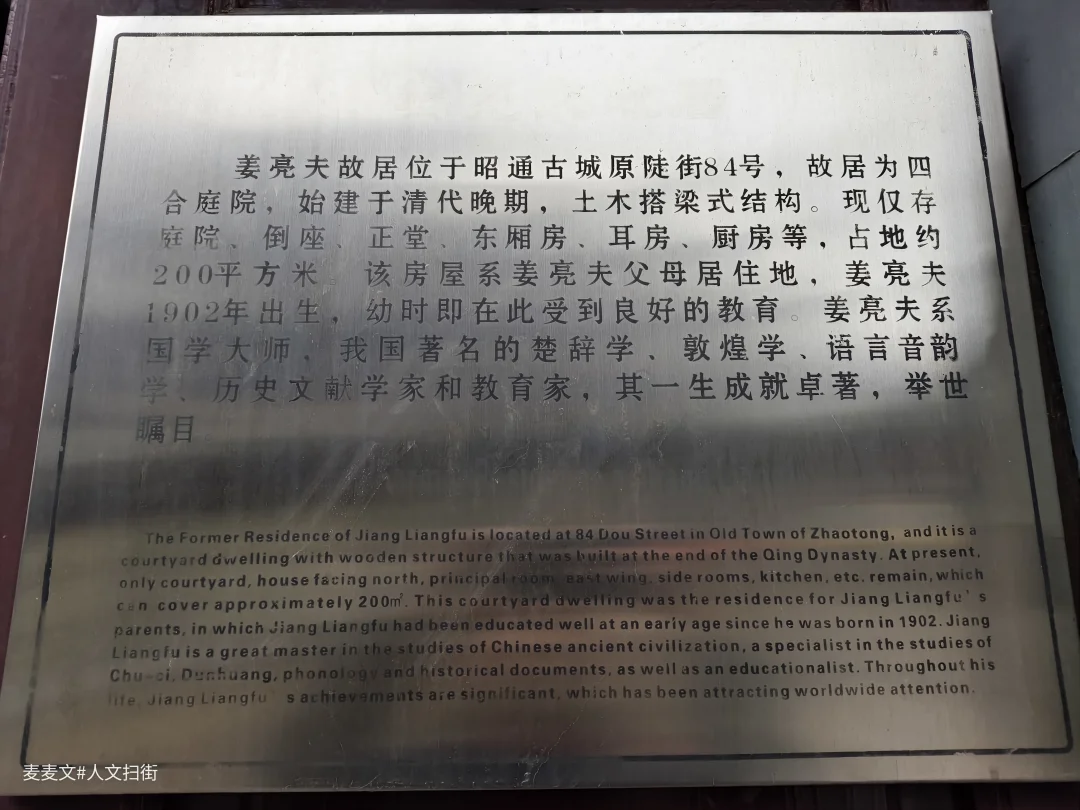 姜亮夫故居位于昭通古城原陡街84号，故居为四
合庭院，始建于清代晚期，土木搭梁式结构。现仅存
庭院、倒座、正堂、东厢房、耳房、厨房等，占地约
200平方米。该房屋系姜亮夫父母居住地，姜亮夫
1902年出生，幼时即在此受到良好的教育。姜亮夫系
国学大师，我国著名的楚辞学、敦煌学、语言音韵
学、历史文献学家和教育家，其一生成就卓著，举世
瞩目
The Former Residence of Jiang Liangfu is located at 84 Dou Street in Old Town of Zhaotong, and it is a
courtyard dwelling with wooden structure that was built at the end of the Qing Dynasty. At present,
only courtyard, house facing north, principal room, east wing, side rooms, kitchen, etc. remain, which
can cover approximately 200㎡. This courtyard dwelling was the residence for Jiang Liangfu's
parents, in which Jiang Liangfu had been educated well at an early age since he was born in 1902. Jiang
Liangfu is a great master in the studies of Chinese ancient civilization, a specialist in the studies of
Chu-ci, Dunhuang, phonology and historical documents, as well as an educationalist. Throughout his
life, Jiang Liangfu's achievements are significant, which has been attracting worldwide attention.
麦麦文#人文扫街